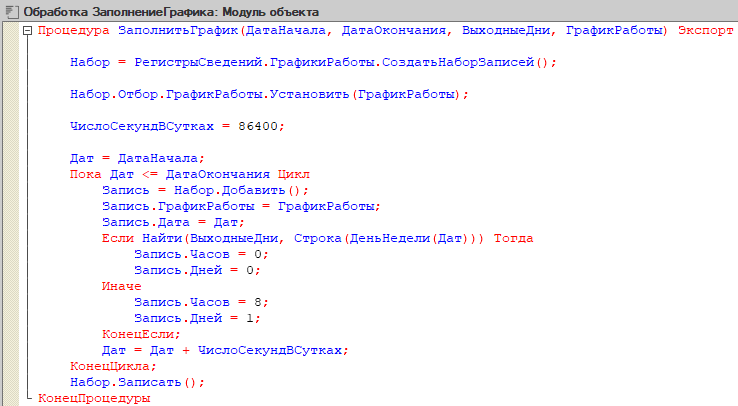 Обработка ЗаполнениеГрафика: Модуль объекта
Процедура ЗаполнитьГрафик(ДатаНачала, ДатаОкончания, ВыходныеДни, ГрафикРаботы) Экспорт
Набор = РегистрыСведений.ГрафикиРаботы.СоздатьНаборЗаписей();
Набор.Отбор.ГрафикРаботы.Установить(ГрафикРаботы);
ЧислоСекундВСутках = 86400;
Дат = ДатаНачала;
Пока Дат <= ДатаОкончания Цикл
Запись = Набор.Добавить();
Запись.ГрафикРаботы = ГрафикРаботы;
Запись.Дата = Дат;
Если Найти(ВыходныеДни, Строка(ДеньНедели(Дат))) Тогда
Запись.Часов = 0;
Запись.Дней = 0;
Иначе
Запись.Часов = 8;
Запись.Дней = 1;
КонецЕсли;
Дат = Дат + ЧислоСекундВСутках;
КонецЦикла;
Набор.Записать();
КонецПроцедуры